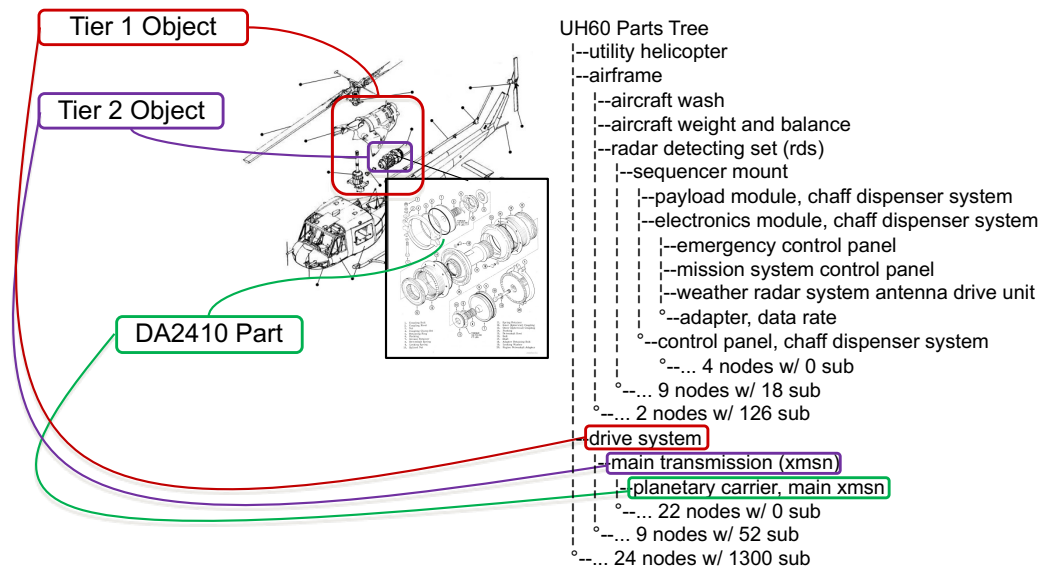 Tier 1 Object
Tier 2 Object
DA2410 Part
UH60 Parts Tree
¦--utility helicopter
¦--airframe
¦ ¦--aircraft wash
¦ ¦--aircraft weight and balance
¦ ¦--radar detecting set (rds)
¦ ¦ ¦--sequencer mount
¦ ¦ ¦ ¦--payload module, chaff dispenser system
¦ ¦ ¦ ¦--electronics module, chaff dispenser system
¦ ¦ ¦ ¦ ¦--emergency control panel
¦ ¦ ¦ ¦ ¦--mission system control panel
¦ ¦ ¦ ¦ ¦--weather radar system antenna drive unit
¦ ¦ ¦ ¦ °--adapter, data rate
¦ ¦ ¦ °--control panel, chaff dispenser system
¦ ¦ ¦ °--... 4 nodes w/ 0 sub
¦ ¦ °--... 9 nodes w/ 18 sub
¦ °--... 2 nodes w/ 126 sub
¦--drive system
¦ ¦--main transmission (xmsn)
¦ ¦ ¦--planetary carrier, main xmsn
¦ ¦ °--... 22 nodes w/ 0 sub
¦ °--... 9 nodes w/ 52 sub
°--... 24 nodes w/ 1300 sub